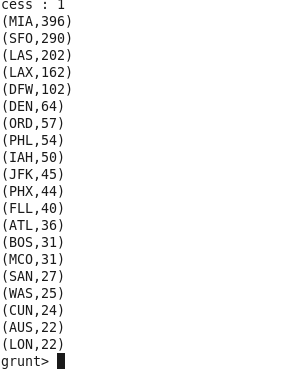 cess : 1
(MIA,396)
(SFO,290)
(LAS,202)
(LAX,162)
(DFW,102)
(DEN,64)
(ORD,57)
(PHL,54)
(IAH,50)
(JFK,45)
(PHX,44)
(FLL,40)
(ATL,36)
(BOS,31)
(MCO,31)
(SAN,27)
(WAS,25)
(CUN,24)
(AUS,22)
(LON,22)
grunt>